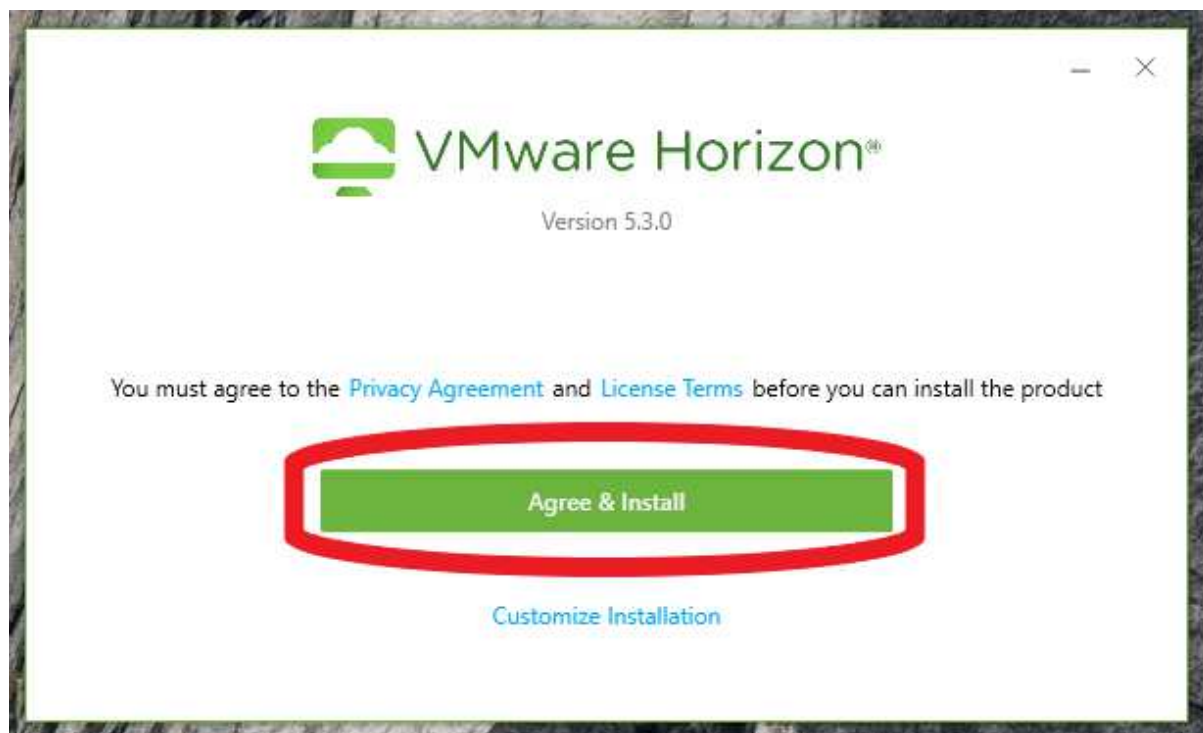 VMware Horizon®
Version 5.3.0
You must agree to the Privacy Agreement and License Terms before you can install the product
Agree & Install
Customize Installation